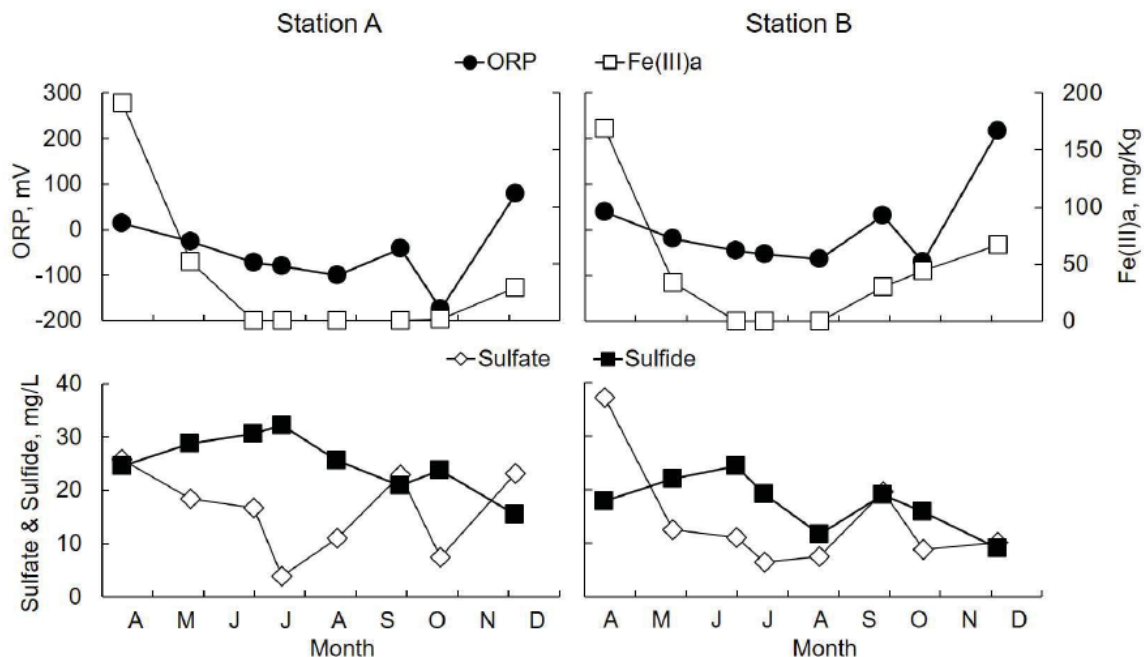 Station A Station B
ORP Fe(III)a
300 200
200 150
100
0 100
-100 50
-200 0
ORP, mV
Fe(III)a, mg/Kg
Sulfate Sulfide
40
30
20
10
0
Sulfate & Sulfide, mg/L
A M J J A S O N D A M J J A S O N D
Month Month